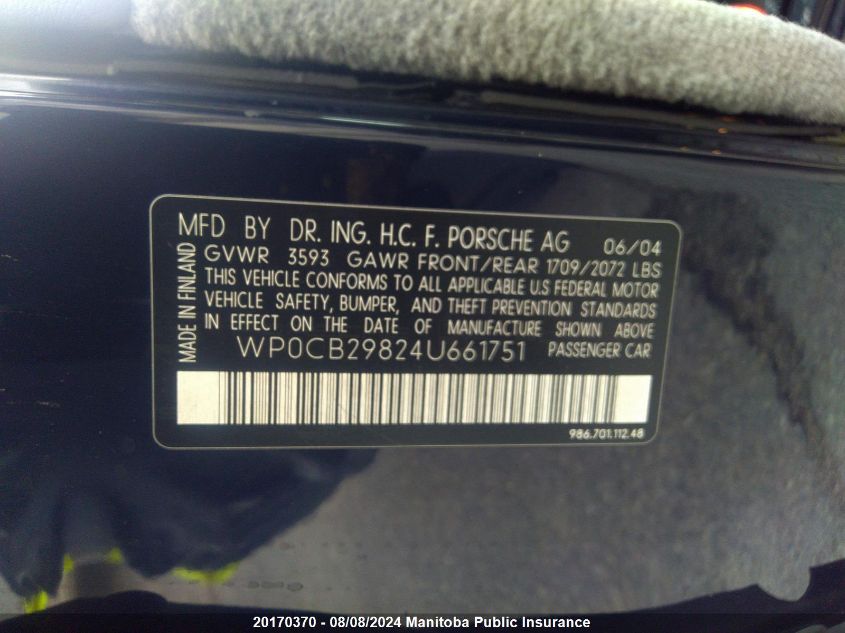 MFD BY DR. ING. H.C. F. PORSCHE AG 06/04
GVWR 3593 GAWR FRONT/REAR 1709/2072 LBS
THIS VEHICLE CONFORMS TO ALL APPLICABLE U.S FEDERAL MOTOR
VEHICLE SAFETY, BUMPER, AND THEFT PREVENTION STANDARDS
IN EFFECT ON THE DATE OF MANUFACTURE SHOWN ABOVE
WP0CB29824U661751 PASSENGER CAR
MADE IN FINLAND
986.701.112.48
20170370 - 08/08/2024 Manitoba Public Insurance